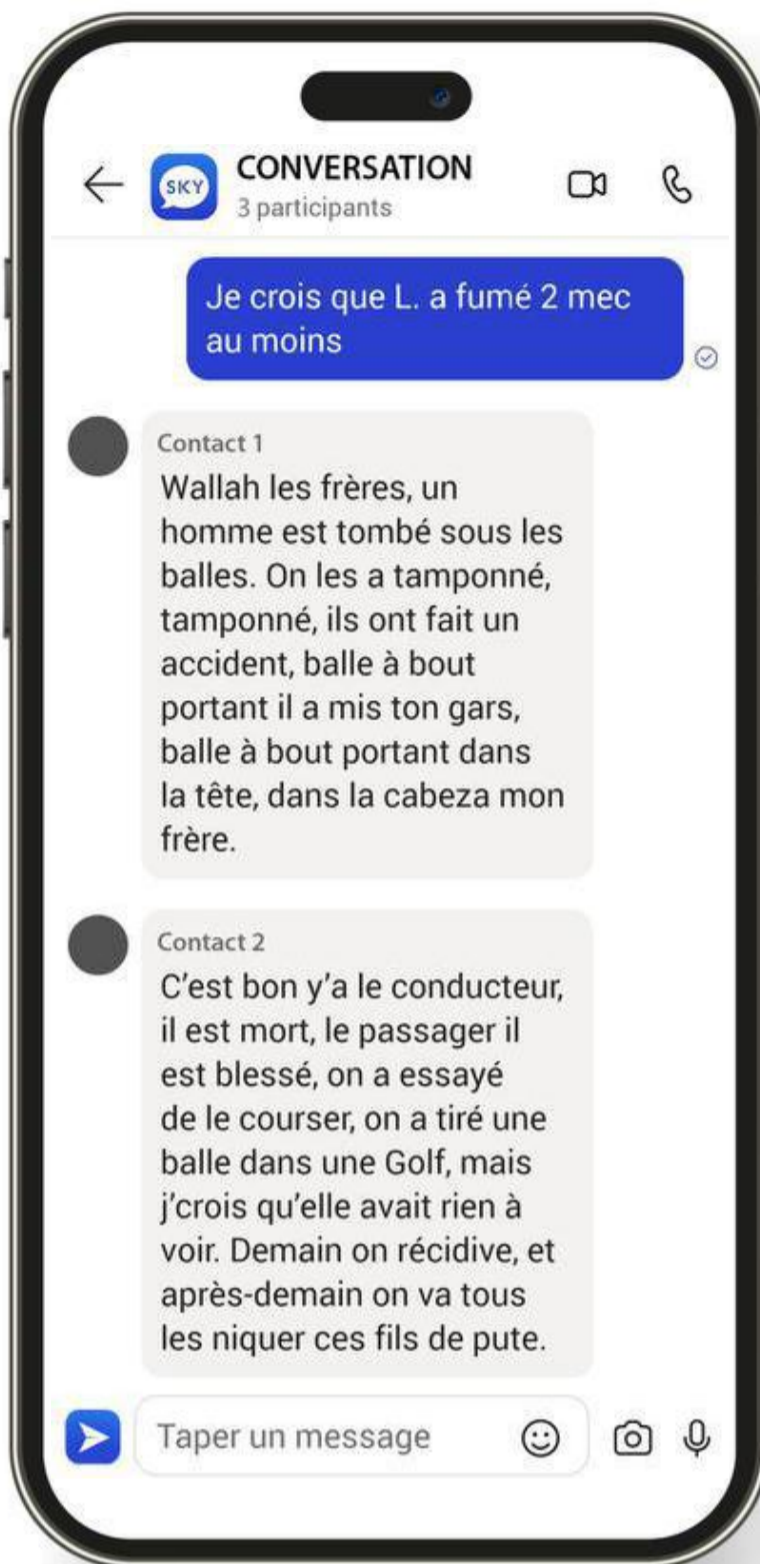 SKY
CONVERSATION
3 participants
Je crois que L. a fumé 2 mec
au moins
Contact 1
Wallah les frères, un
homme est tombé sous les
balles. On les a tamponné,
tamponné, ils ont fait un
accident, balle à bout
portant il a mis ton gars,
balle à bout portant dans
la tête, dans la cabeza mon
frère.
Contact 2
C'est bon y'a le conducteur,
il est mort, le passager il
est blessé, on a essayé
de le courser, on a tiré une
balle dans une Golf, mais
j'crois qu'elle avait rien à
voir. Demain on récidive, et
après-demain on va tous
les niquer ces fils de pute.
Taper un message